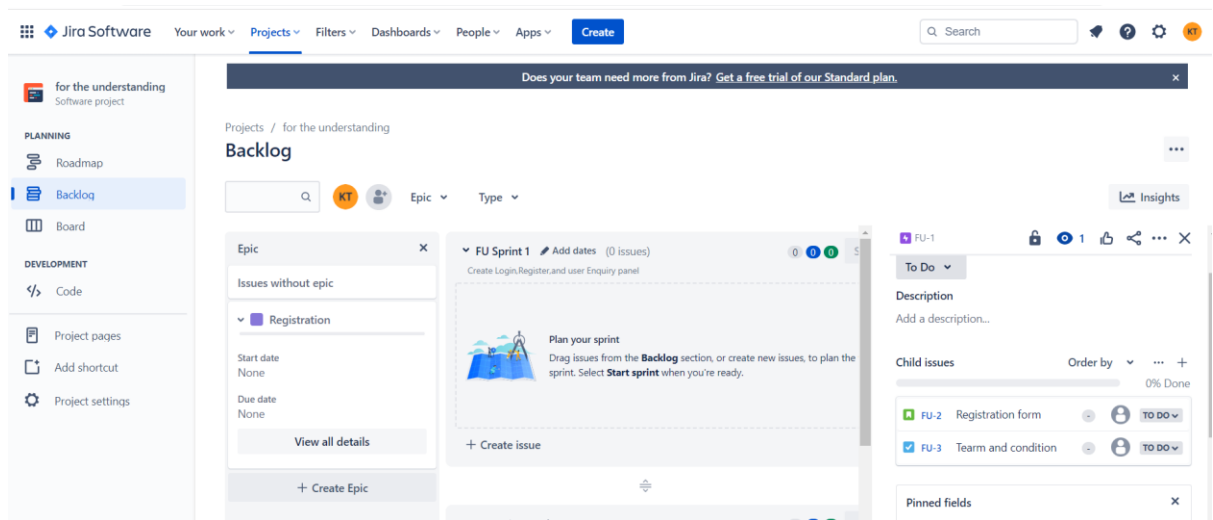 Jira Software
Your work
Projects
Filters
Dashboards
People
Apps
Create
Search
KT
for the understanding
Software project
Does your team need more from Jira? Get a free trial of our Standard plan.
PLANNING
Roadmap
Backlog
Board
DEVELOPMENT
Code
Project pages
Add shortcut
Project settings
Projects / for the understanding
Backlog
KT
Epic
Type
Insights
Epic
Issues without epic
Registration
Start date
None
Due date
None
View all details
+ Create Epic
FU Sprint 1 Add dates (0 issues)
0 0 0
Create Login,Register,and user Enquiry panel
Plan your sprint
Drag issues from the Backlog section, or create new issues, to plan the
sprint. Select Start sprint when you're ready.
+ Create issue
FU-1
1
To Do
Description
Add a description...
Child issues
Order by
0% Done
FU-2 Registration form - TO DO
FU-3 Tearm and condition - TO DO
Pinned fields